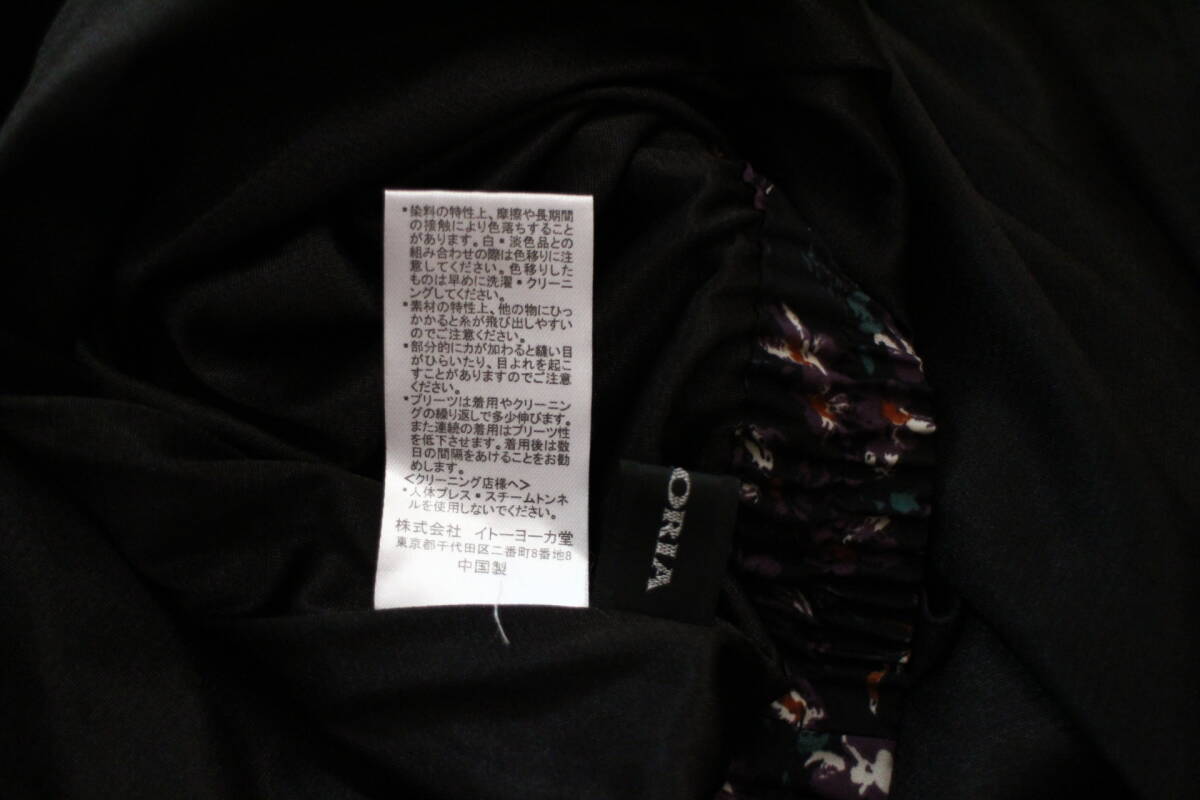 ・染料の特性上、摩擦や長期間
の接触により色落ちすること
があります。白・淡色品との
組み合わせの際は色移りに注
意してください。色移りした
ものは早めに洗濯・クリーニ
ングしてください。
・素材の特性上、他の物にひっ
かかると糸が飛び出しやすい
のでご注意ください。
・部分的に力が加わると縫い目
がひらいたり、目よれを起こ
すことがありますのでご注意
ください。
・プリーツは着用やクリーニン
グの繰り返しで多少伸びます。
また連続の着用はプリーツ性
を低下させます。着用後は数
日の間隔をあけることをお勧
めします。
<クリーニング店様へ>
・人体プレス・スチームトンネ
ルを使用しないでください。
株式会社 イトーヨーカ堂
東京都千代田区二番町8番地8
中国製
ORIA